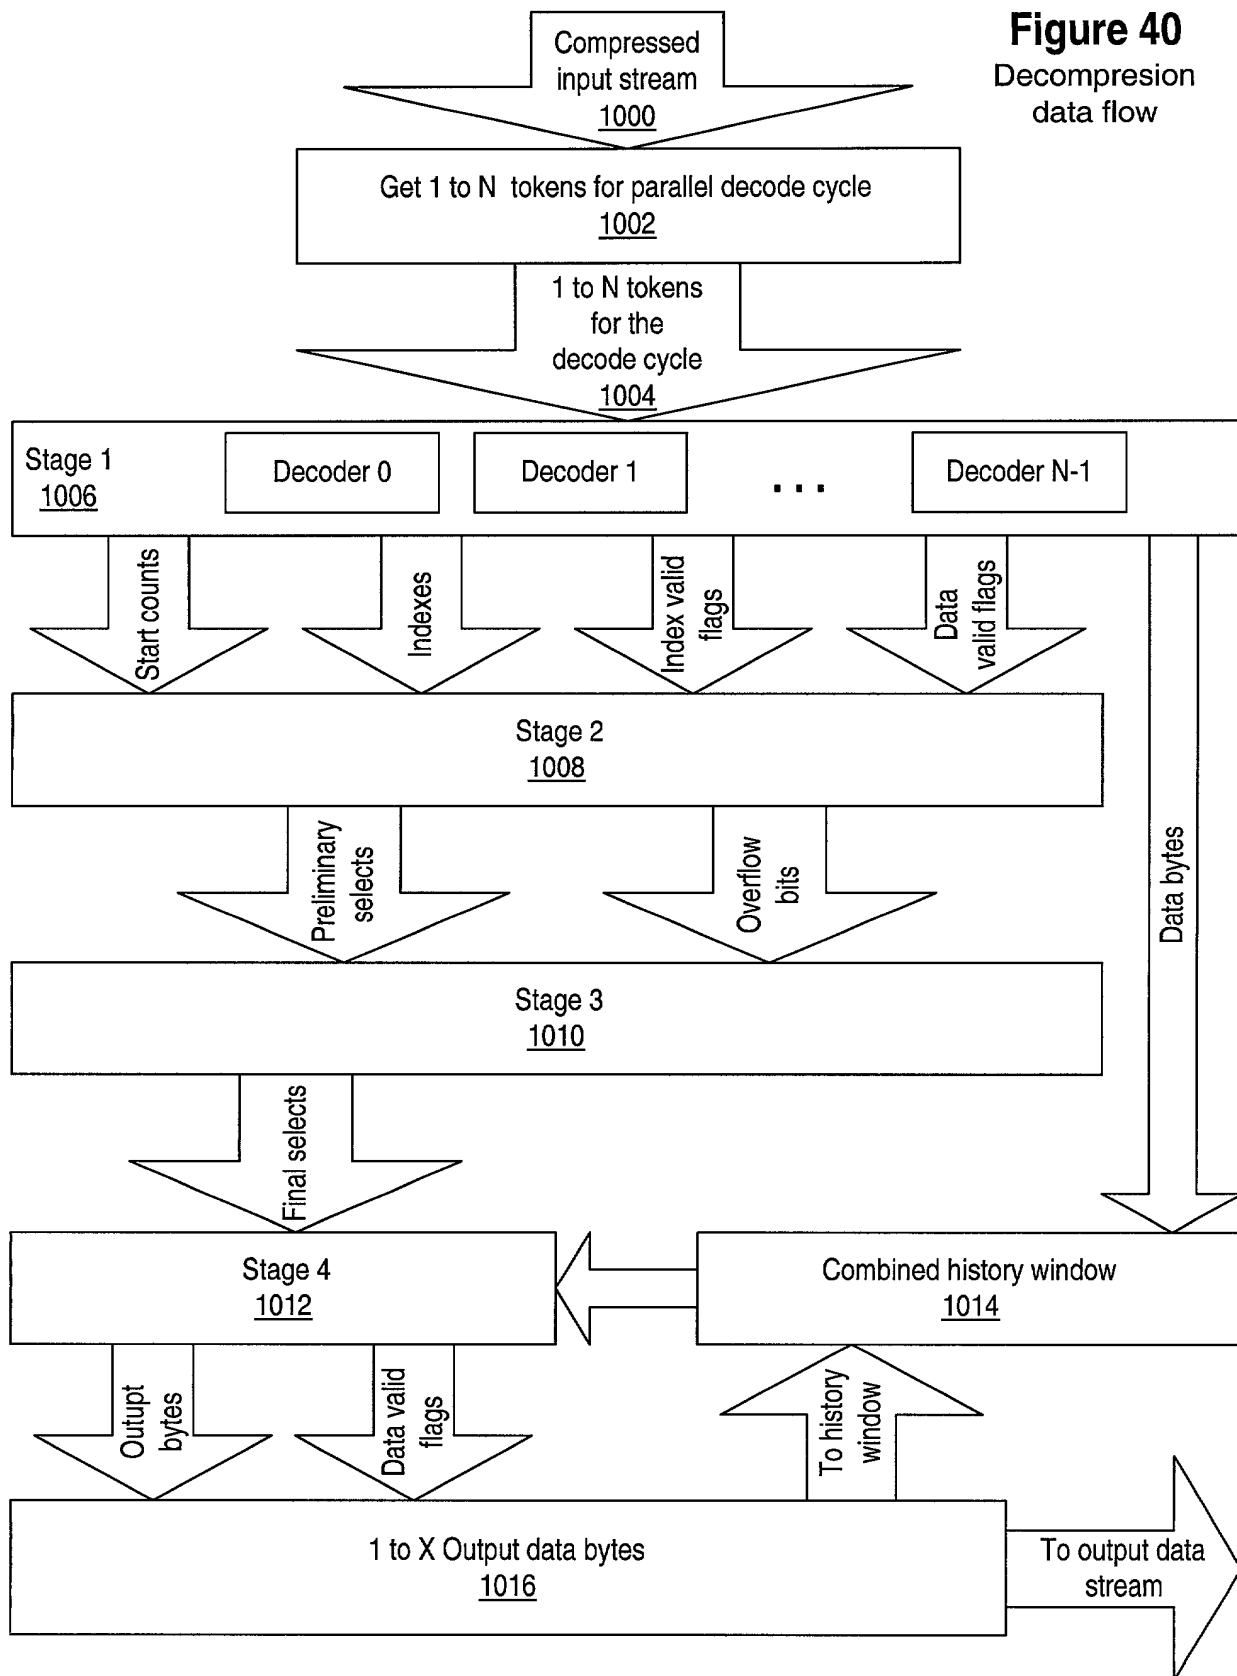 Figure 40
Decompresion
data flow
Compressed
input stream
1000
Get 1 to N tokens for parallel decode cycle
1002
1 to N tokens
for the
decode cycle
1004
Stage 1
1006
Decoder 0
Decoder 1
...
Decoder N-1
Start counts
Indexes
Index valid
flags
Data
valid flags
Data bytes
Stage 2
1008
Preliminary
selects
Overflow
bits
Stage 3
1010
Final selects
Stage 4
1012
Combined history window
1014
Outupt
bytes
Data valid
flags
To history
window
1 to X Output data bytes
1016
To output data
stream